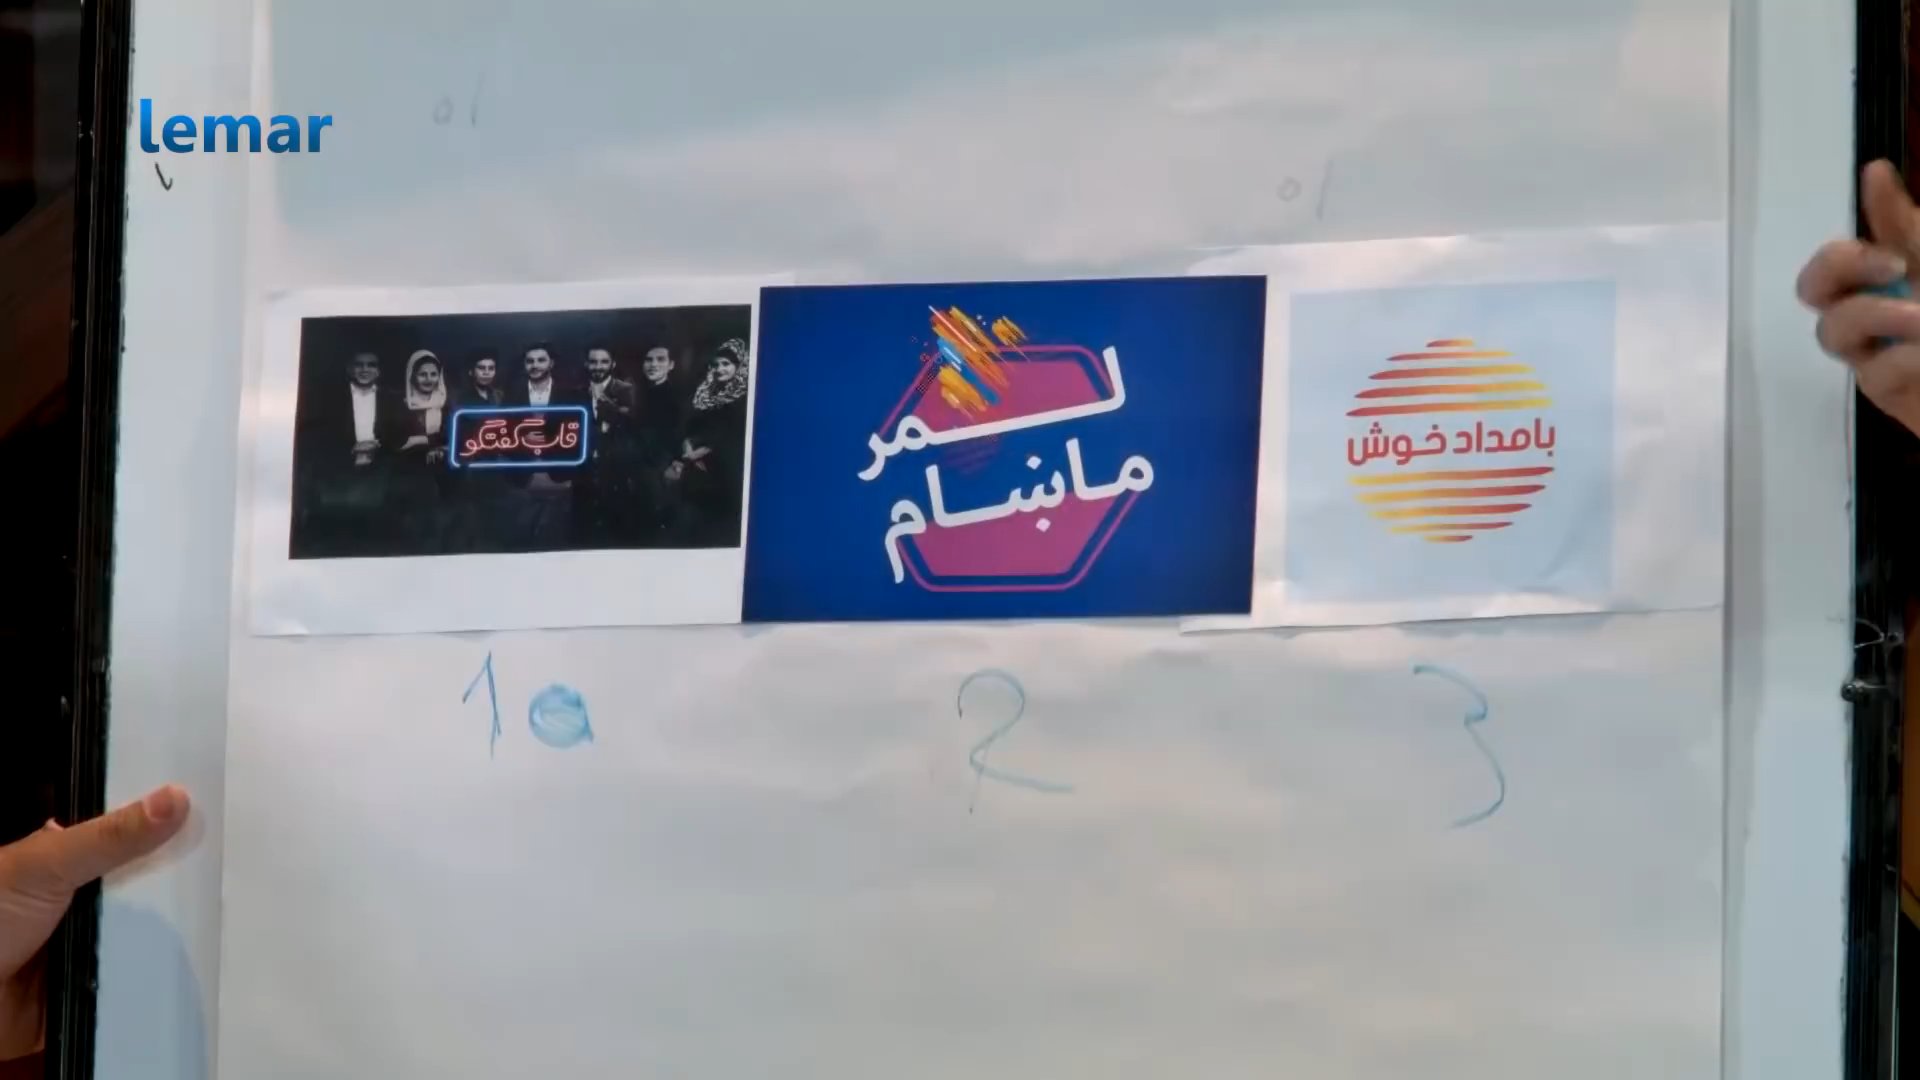 lemar
قاب گفتگو
لمر
ماښام
بامداد خوش
1
2
3